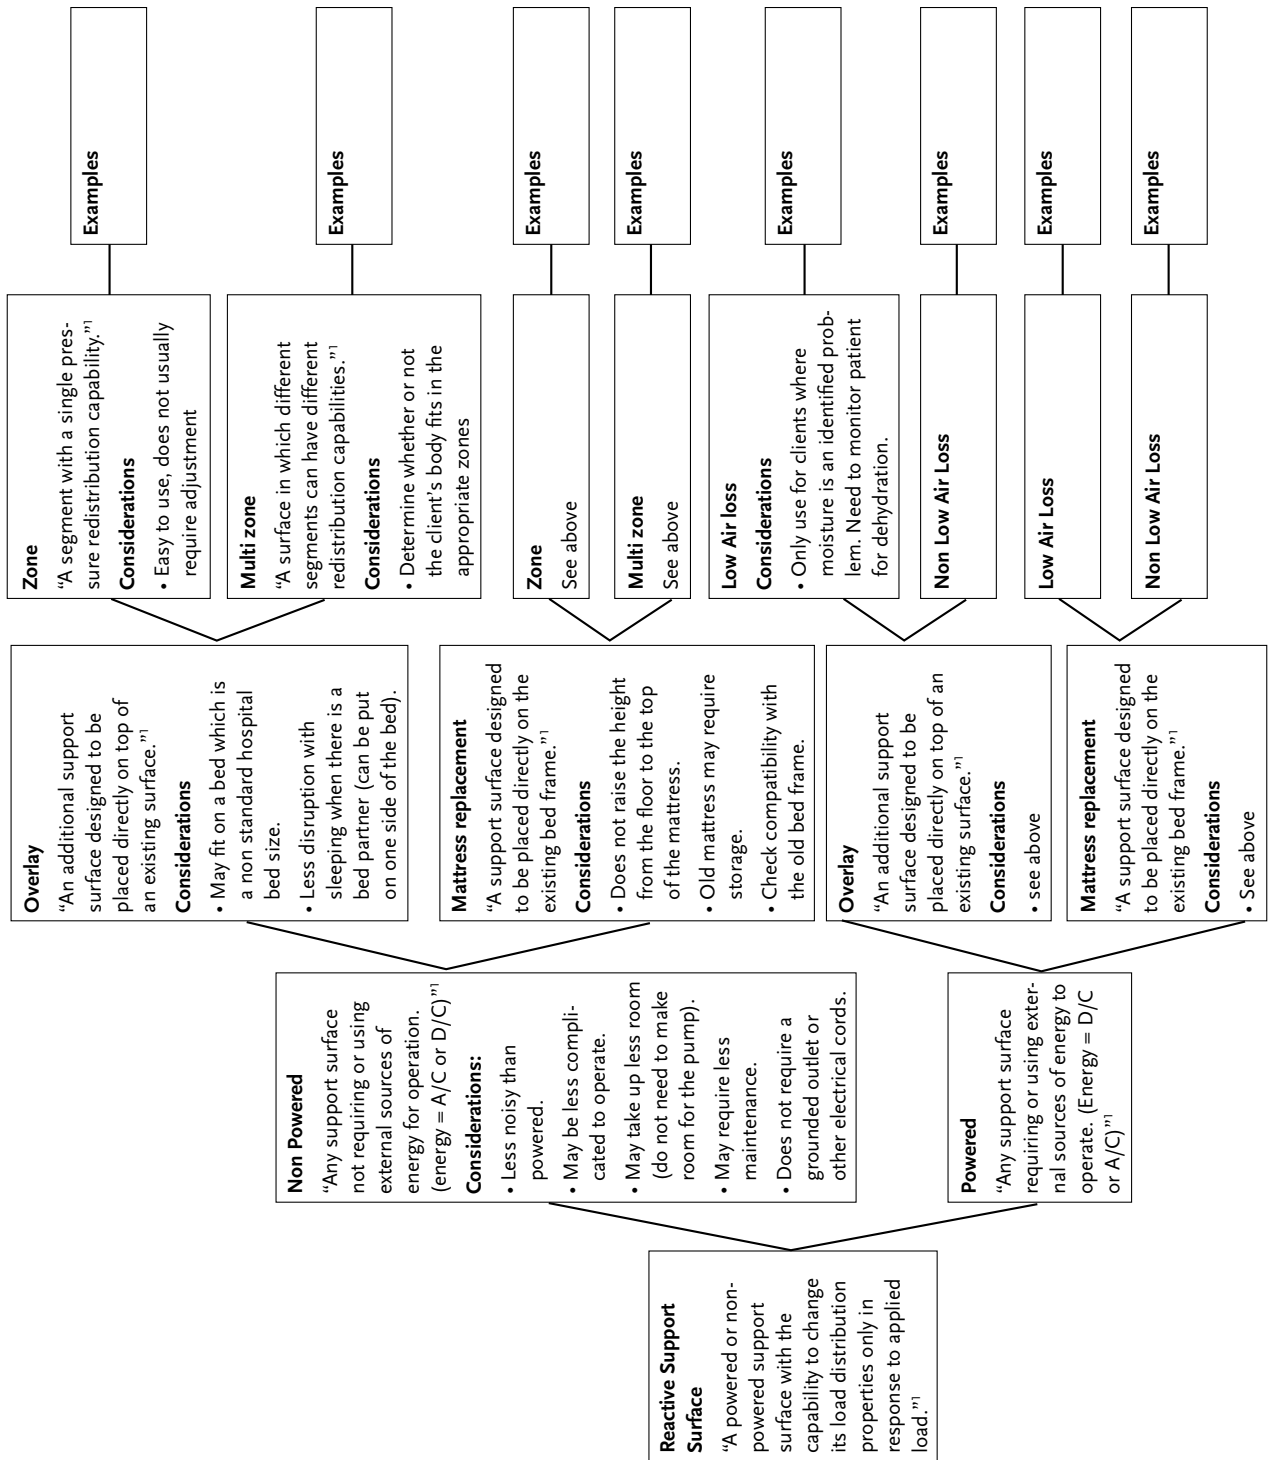 Reactive Support
Surface
“A powered or non-
powered support
surface with the
capability to change
its load distribution
properties only in
response to applied
load.”1
Non Powered
“Any support surface
not requiring or using
external sources of
energy for operation.
(energy = A/C or D/C)”1
Considerations:
• Less noisy than
powered.
• May be less compli-
cated to operate.
• May take up less room
(do not need to make
room for the pump).
• May require less
maintenance.
• Does not require a
grounded outlet or
other electrical cords.
Powered
“Any support surface
requiring or using exter-
nal sources of energy to
operate. (Energy = D/C
or A/C)”1
Overlay
“An additional support
surface designed to be
placed directly on top of
an existing surface.”1
Considerations
• May fit on a bed which is
a non standard hospital
bed size.
• Less disruption with
sleeping when there is a
bed partner (can be put
on one side of the bed).
Mattress replacement
“A support surface designed
to be placed directly on the
existing bed frame.”1
Considerations
• Does not raise the height
from the floor to the top
of the mattress.
• Old mattress may require
storage.
• Check compatibility with
the old bed frame.
Overlay
“An additional support
surface designed to be
placed directly on top of an
existing surface.”1
Considerations
• see above
Mattress replacement
“A support surface designed
to be placed directly on the
existing bed frame.”1
Considerations
• See above
Zone
“A segment with a single pres-
sure redistribution capability.”1
Considerations
• Easy to use, does not usually
require adjustment
Multi zone
“A surface in which different
segments can have different
redistribution capabilities.”1
Considerations
• Determine whether or not
the client’s body fits in the
appropriate zones
Zone
See above
Multi zone
See above
Low Air loss
Considerations
• Only use for clients where
moisture is an identified prob-
lem. Need to monitor patient
for dehydration.
Non Low Air Loss
Low Air Loss
Non Low Air Loss
Examples
Examples
Examples
Examples
Examples
Examples
Examples
Examples